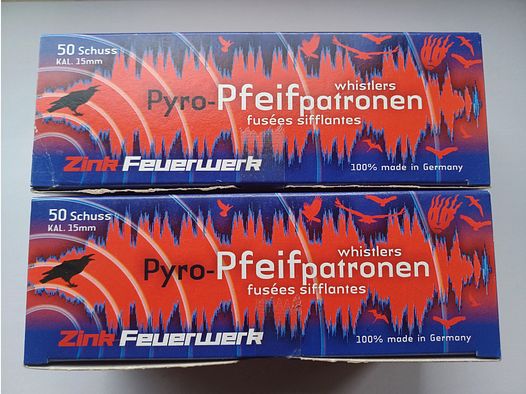 50 Schuss
KAL. 15mm
whistlers
Pyro-Pfeifpatronen
fusées sifflantes
Zink Feuerwerk
100% made in Germany
50 Schuss
KAL. 15mm
whistlers
Pyro-Pfeifpatronen
fusées sifflantes
Zink Feuerwerk
100% made in Germany